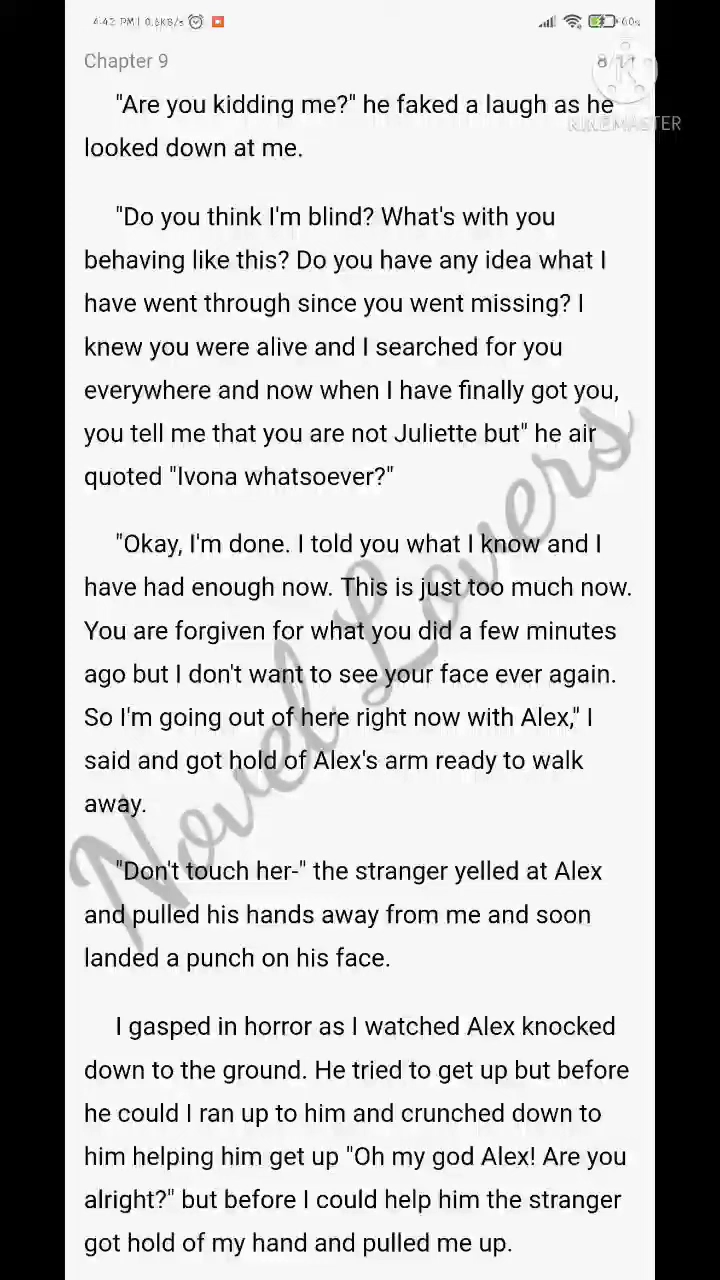 4:42 PM | 0.6KB/s
60%
Chapter 9
8/11
KINEMASTER
"Are you kidding me?" he faked a laugh as he
looked down at me.
"Do you think I'm blind? What's with you
behaving like this? Do you have any idea what I
have went through since you went missing? I
knew you were alive and I searched for you
everywhere and now when I have finally got you,
you tell me that you are not Juliette but" he air
quoted "Ivona whatsoever?"
"Okay, I'm done. I told you what I know and I
have had enough now. This is just too much now.
You are forgiven for what you did a few minutes
ago but I don't want to see your face ever again.
So I'm going out of here right now with Alex," I
said and got hold of Alex's arm ready to walk
away.
"Don't touch her-" the stranger yelled at Alex
and pulled his hands away from me and soon
landed a punch on his face.
I gasped in horror as I watched Alex knocked
down to the ground. He tried to get up but before
he could I ran up to him and crunched down to
him helping him get up "Oh my god Alex! Are you
alright?" but before I could help him the stranger
got hold of my hand and pulled me up.
Novel Lovers